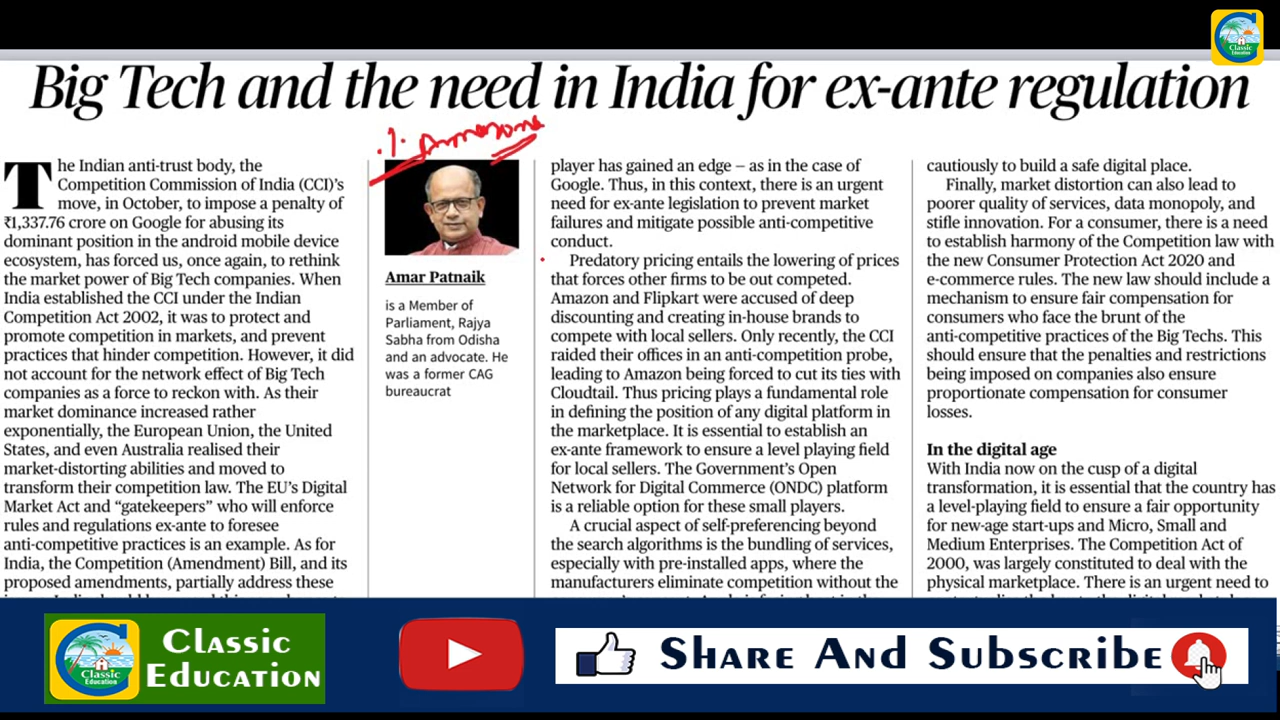 Classic
Education
Big Tech and the need in India for ex-ante regulation
The Indian anti-trust body, the
Competition Commission of India (CCI)'s
move, in October, to impose a penalty of
₹1,337.76 crore on Google for abusing its
dominant position in the android mobile device
ecosystem, has forced us, once again, to rethink
the market power of Big Tech companies. When
India established the CCI under the Indian
Competition Act 2002, it was to protect and
promote competition in markets, and prevent
practices that hinder competition. However, it did
not account for the network effect of Big Tech
companies as a force to reckon with. As their
market dominance increased rather
exponentially, the European Union, the United
States, and even Australia realised their
market-distorting abilities and moved to
transform their competition law. The EU's Digital
Market Act and “gatekeepers” who will enforce
rules and regulations ex-ante to foresee
anti-competitive practices is an example. As for
India, the Competition (Amendment) Bill, and its
proposed amendments, partially address these
Amazone
Amar Patnaik
is a Member of
Parliament, Rajya
Sabha from Odisha
and an advocate. He
was a former CAG
bureaucrat
player has gained an edge — as in the case of
Google. Thus, in this context, there is an urgent
need for ex-ante legislation to prevent market
failures and mitigate possible anti-competitive
conduct.
Predatory pricing entails the lowering of prices
that forces other firms to be out competed.
Amazon and Flipkart were accused of deep
discounting and creating in-house brands to
compete with local sellers. Only recently, the CCI
raided their offices in an anti-competition probe,
leading to Amazon being forced to cut its ties with
Cloudtail. Thus pricing plays a fundamental role
in defining the position of any digital platform in
the marketplace. It is essential to establish an
ex-ante framework to ensure a level playing field
for local sellers. The Government's Open
Network for Digital Commerce (ONDC) platform
is a reliable option for these small players.
A crucial aspect of self-preferencing beyond
the search algorithms is the bundling of services,
especially with pre-installed apps, where the
manufacturers eliminate competition without the
cautiously to build a safe digital place.
Finally, market distortion can also lead to
poorer quality of services, data monopoly, and
stifle innovation. For a consumer, there is a need
to establish harmony of the Competition law with
the new Consumer Protection Act 2020 and
e-commerce rules. The new law should include a
mechanism to ensure fair compensation for
consumers who face the brunt of the
anti-competitive practices of the Big Techs. This
should ensure that the penalties and restrictions
being imposed on companies also ensure
proportionate compensation for consumer
losses.
In the digital age
With India now on the cusp of a digital
transformation, it is essential that the country has
a level-playing field to ensure a fair opportunity
for new-age start-ups and Micro, Small and
Medium Enterprises. The Competition Act of
2000, was largely constituted to deal with the
physical marketplace. There is an urgent need to
Classic
Education
Classic
Education
Share And Subscribe